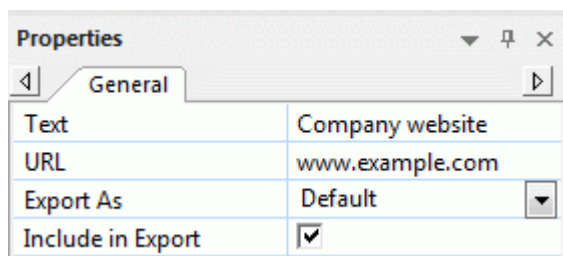 Properties
General
Text Company website
URL www.example.com
Export As Default
Include in Export